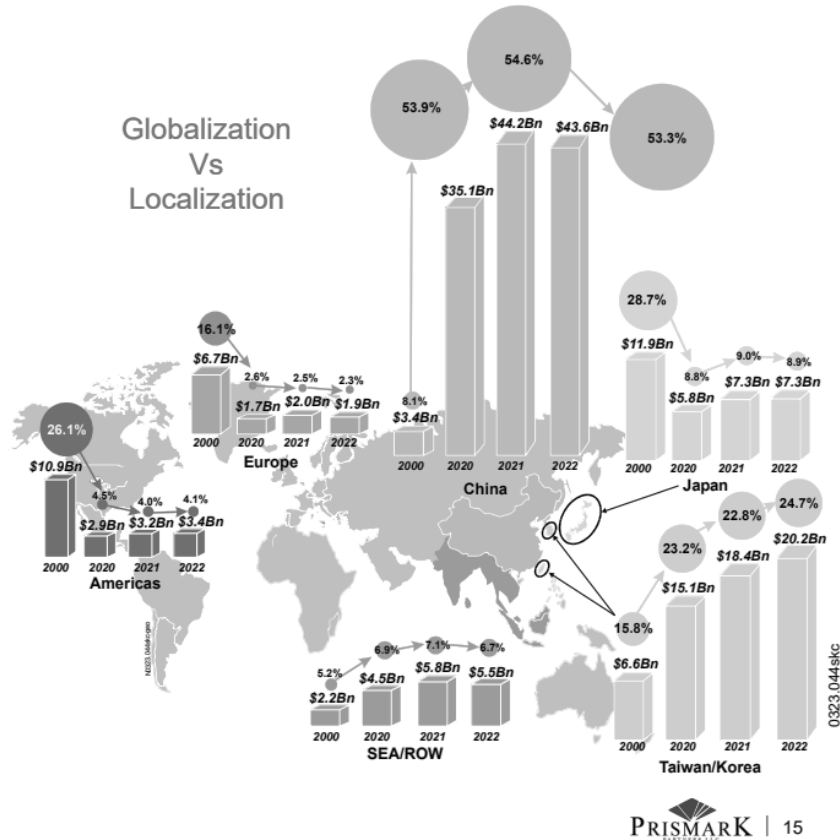 Globalization
Vs
Localization
53.9%
54.6%
53.3%
$35.1Bn
$44.2Bn
$43.6Bn
8.1%
$3.4Bn
2000
2020
2021
2022
China
16.1%
2.6%
2.5%
2.3%
$6.7Bn
$1.7Bn
$2.0Bn
$1.9Bn
2000
2020
2021
2022
Europe
26.1%
4.5%
4.0%
4.1%
$10.9Bn
$2.9Bn
$3.2Bn
$3.4Bn
2000
2020
2021
2022
Americas
28.7%
8.8%
9.0%
8.9%
$11.9Bn
$5.8Bn
$7.3Bn
$7.3Bn
2000
2020
2021
2022
Japan
5.2%
6.9%
7.1%
6.7%
$2.2Bn
$4.5Bn
$5.8Bn
$5.5Bn
2000
2020
2021
2022
SEA/ROW
15.8%
23.2%
22.8%
24.7%
$6.6Bn
$15.1Bn
$18.4Bn
$20.2Bn
2000
2020
2021
2022
Taiwan/Korea
0323.044skc
PRISMARK
15